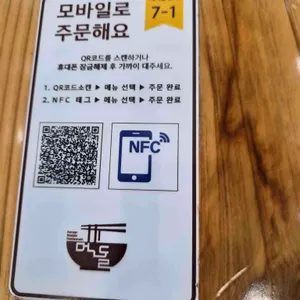 모바일로
7-1
주문해요
QR코드를 스캔하거나
휴대폰 잠금해제 후 가까이 대주세요.
1. QR코드스캔 ▶ 메뉴 선택 ▶ 주문 완료
2. NFC 태그 ▶ 메뉴 선택 ▶ 주문 완료
NFC